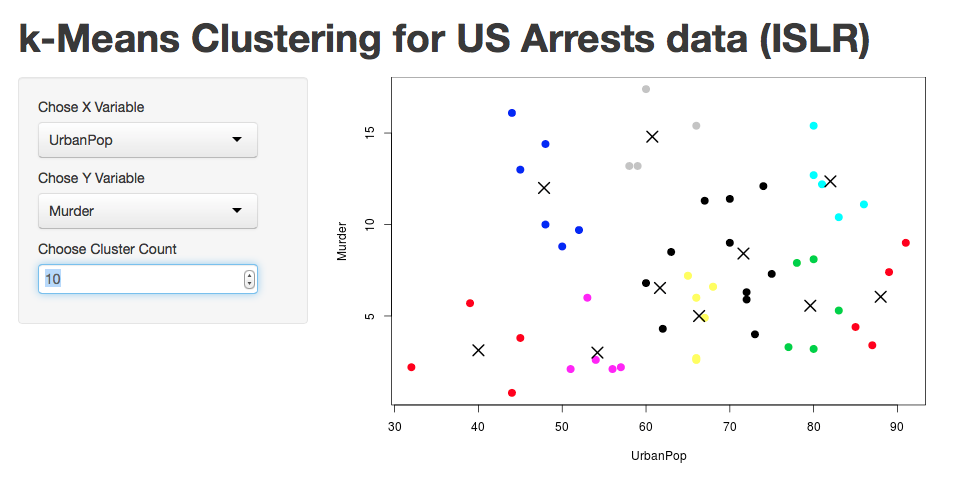 k-Means Clustering for US Arrests data (ISLR)
Chose X Variable
UrbanPop
Chose Y Variable
Murder
Choose Cluster Count
10
Murder
15
10
5
30 40 50 60 70 80 90
UrbanPop